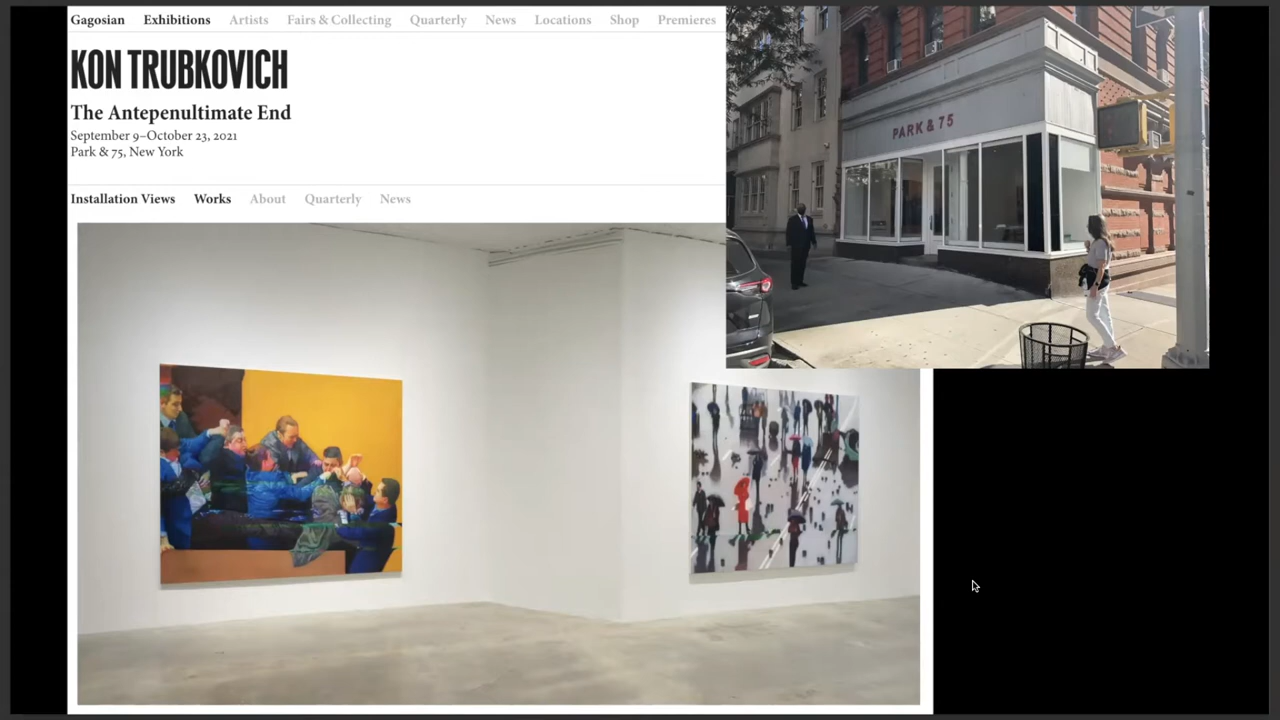 Gagosian Exhibitions Artists Fairs & Collecting Quarterly News Locations Shop Premieres
KON TRUBKOVICH
The Antepenultimate End
September 9–October 23, 2021
Park & 75, New York
Installation Views Works About Quarterly News
PARK & 75